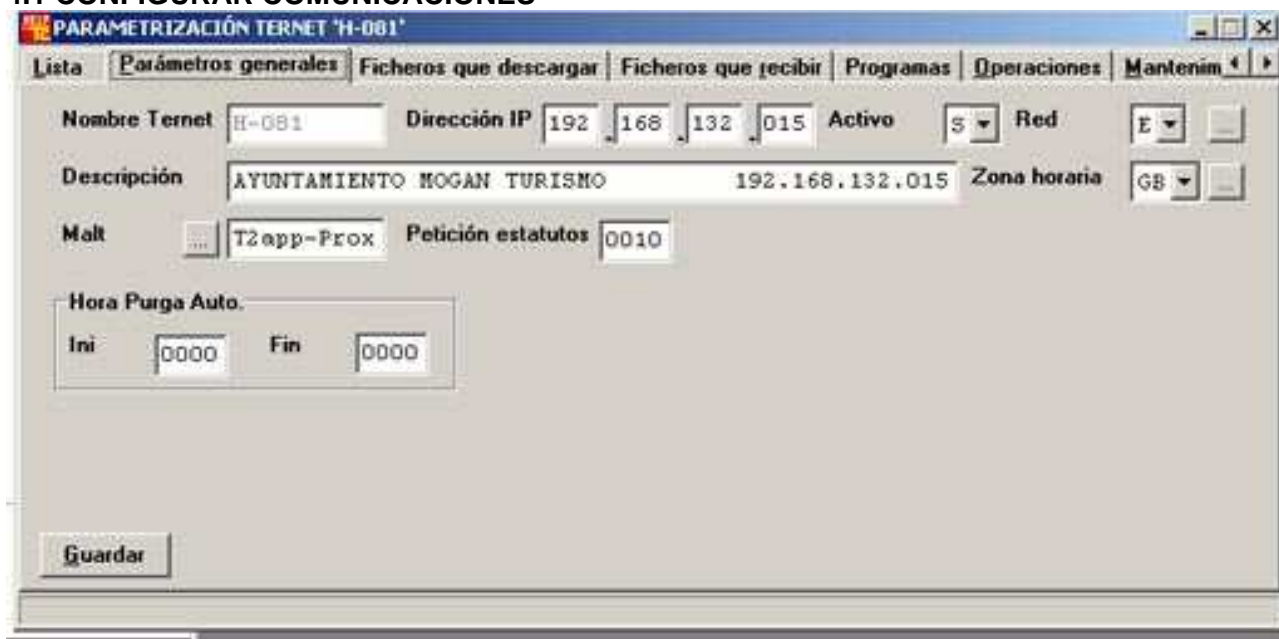 CONFIGURAR COMUNICACIONES
PARAMETRIZACIÓN TERNET 'H-081'
Lista Parámetros generales Ficheros que descargar Ficheros que recibir Programas Operaciones Mantenim
Nombre Ternet H-081 Dirección IP 192 .168 .132 .015 Activo S Red E ...
Descripción AYUNTAMIENTO MOGAN TURISMO 192.168.132.015 Zona horaria GB ...
Malt ... T2app-Prox Petición estatutos 0010
Hora Purga Auto.
Ini 0000 Fin 0000
Guardar